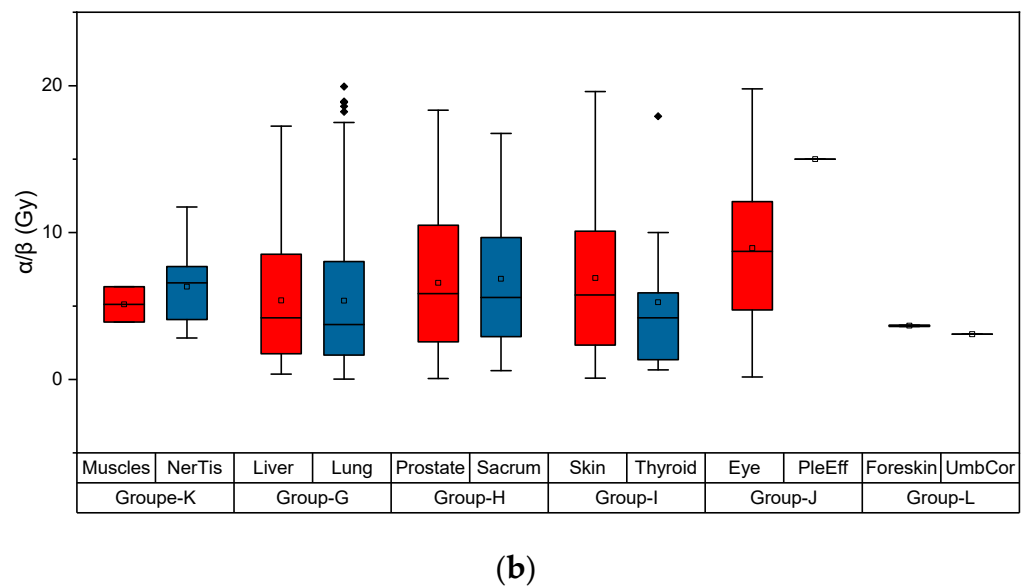 20
10
0
α/β (Gy)
Muscles NerTis Liver Lung Prostate Sacrum Skin Thyroid Eye PleEff Foreskin UmbCor
Groupe-K Group-G Group-H Group-I Group-J Group-L
(b)